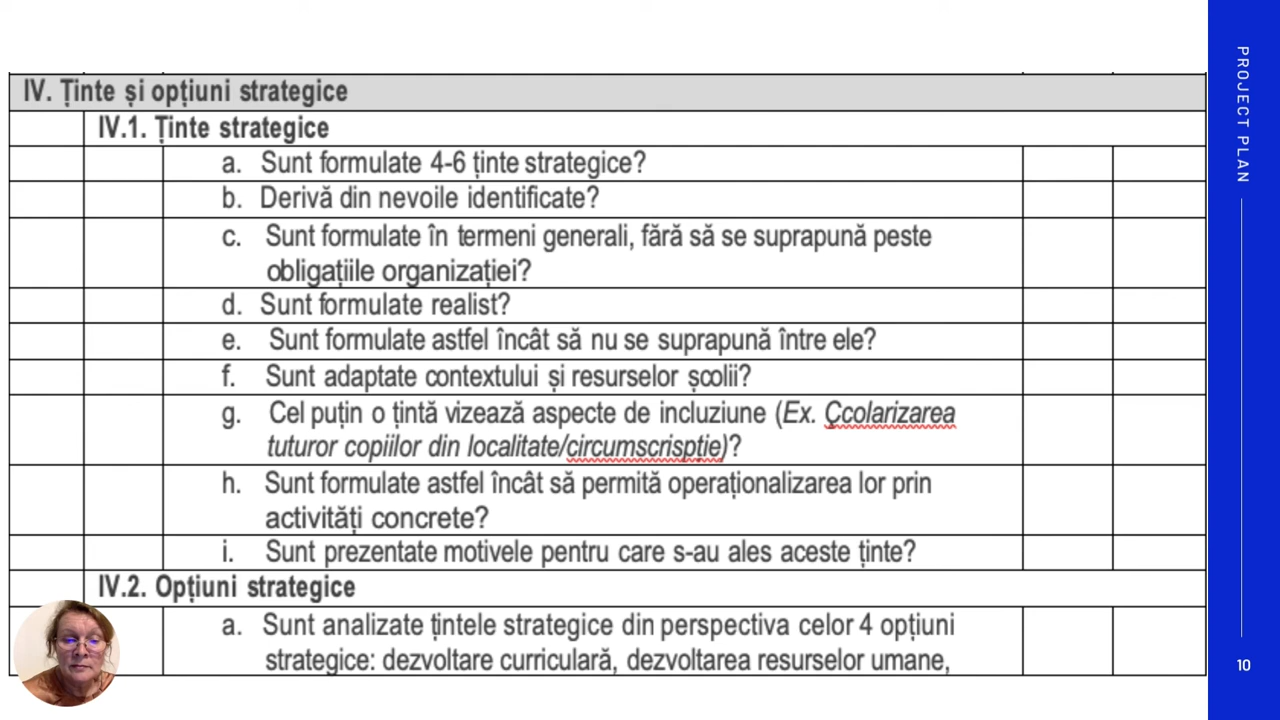 IV. Ținte și opțiuni strategice
IV.1. Ținte strategice
a. Sunt formulate 4-6 ținte strategice?
b. Derivă din nevoile identificate?
c. Sunt formulate în termeni generali, fără să se suprapună peste
obligațiile organizației?
d. Sunt formulate realist?
e. Sunt formulate astfel încât să nu se suprapună între ele?
f. Sunt adaptate contextului și resurselor școlii?
g. Cel puțin o țintă vizează aspecte de incluziune (Ex. Çcolarizarea
tuturor copiilor din localitate/circumscrispție)?
h. Sunt formulate astfel încât să permită operaționalizarea lor prin
activități concrete?
i. Sunt prezentate motivele pentru care s-au ales aceste ținte?
IV.2. Opțiuni strategice
a. Sunt analizate țintele strategice din perspectiva celor 4 opțiuni
strategice: dezvoltare curriculară, dezvoltarea resurselor umane,
PROJECT PLAN
10